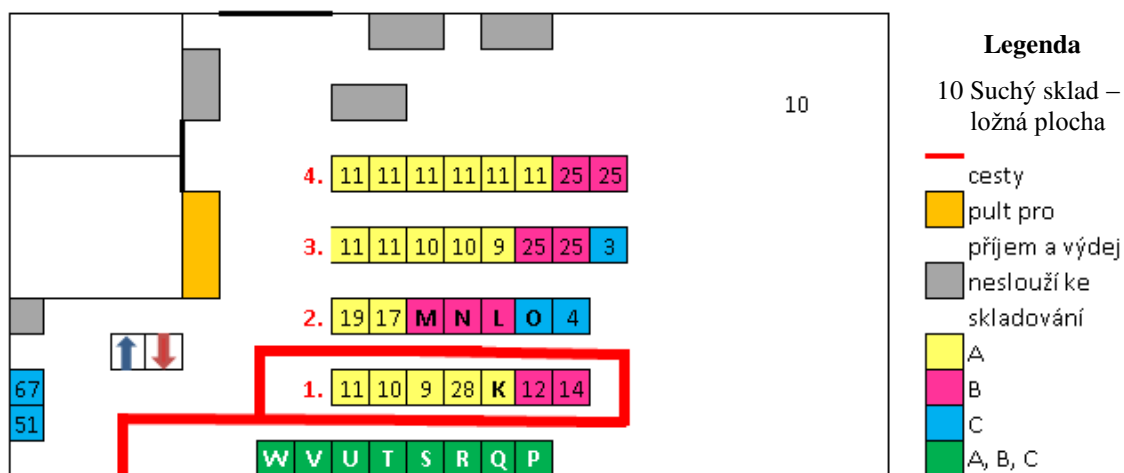 10
4. 11 11 11 11 11 11 25 25
3. 11 11 10 10 9 25 25 3
2. 19 17 M N L O 4
1. 11 10 9 28 K 12 14
67
51
W V U T S R Q P
Legenda
10 Suchý sklad –
ložná plocha
cesty
pult pro
příjem a výdej
neslouží ke
skladování
A
B
C
A, B, C